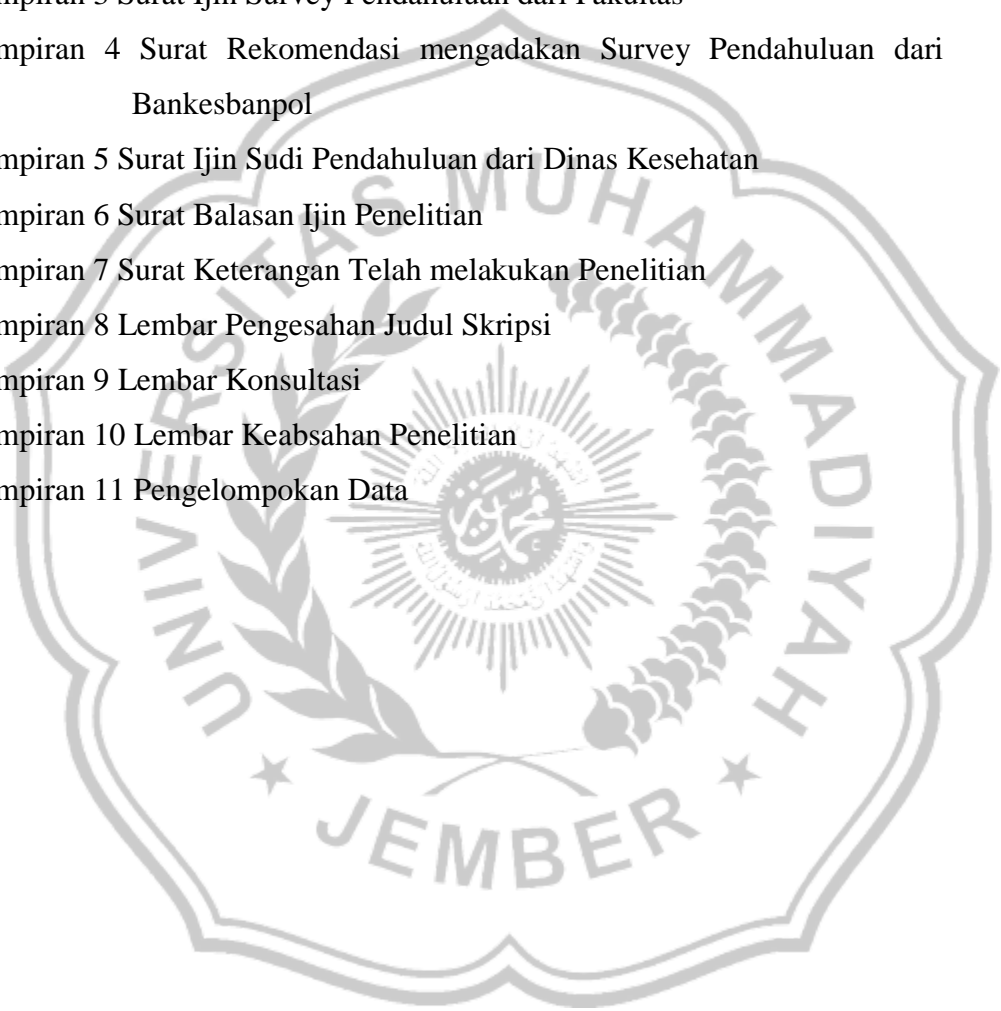 mpiran 3 Surat Ijin Survey Pendahuluan dari Fakultas
mpiran 4 Surat Rekomendasi mengadakan Survey Pendahuluan dari
Bankesbanpol
mpiran 5 Surat Ijin Sudi Pendahuluan dari Dinas Kesehatan
mpiran 6 Surat Balasan Ijin Penelitian
mpiran 7 Surat Keterangan Telah melakukan Penelitian
mpiran 8 Lembar Pengesahan Judul Skripsi
mpiran 9 Lembar Konsultasi
mpiran 10 Lembar Keabsahan Penelitian
mpiran 11 Pengelompokan Data
UNIVERSITAS MUHAMMADIYAH
JEMBER